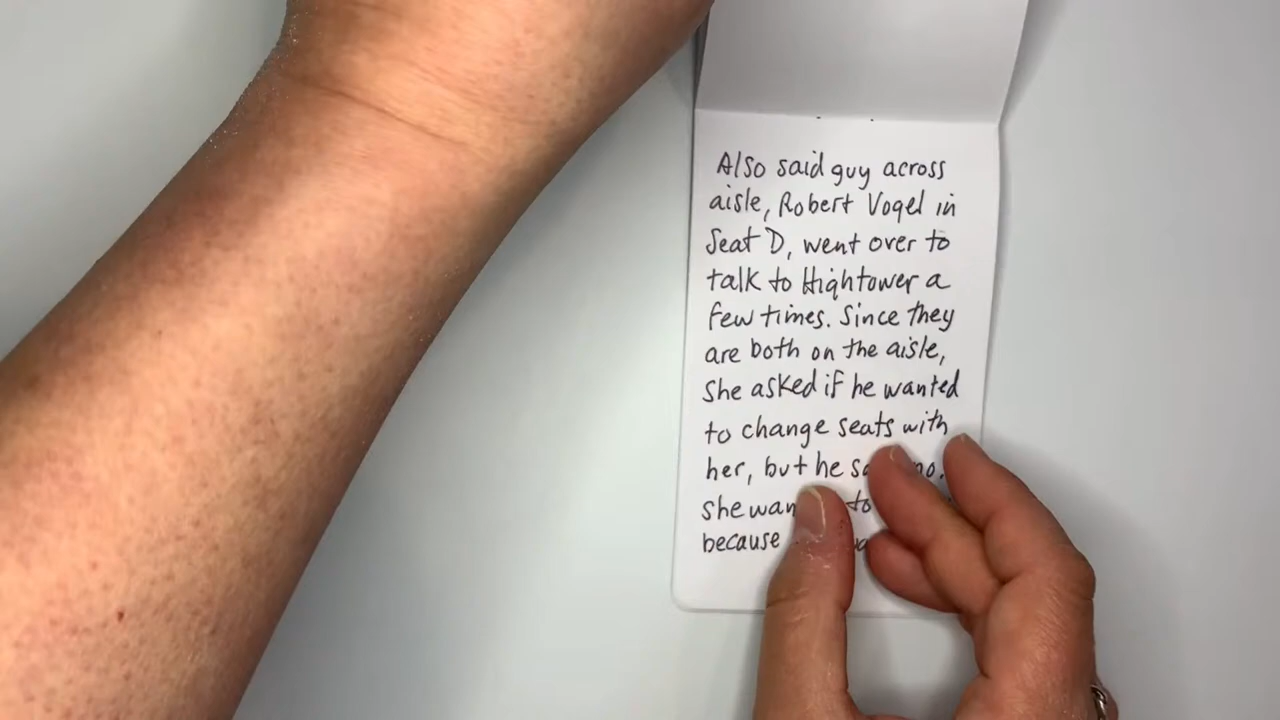 Also said guy across
aisle, Robert Vogel in
Seat D, went over to
talk to Hightower a
few times. Since they
are both on the aisle,
She asked if he wanted
to change seats with
her, but he no.
she to
because